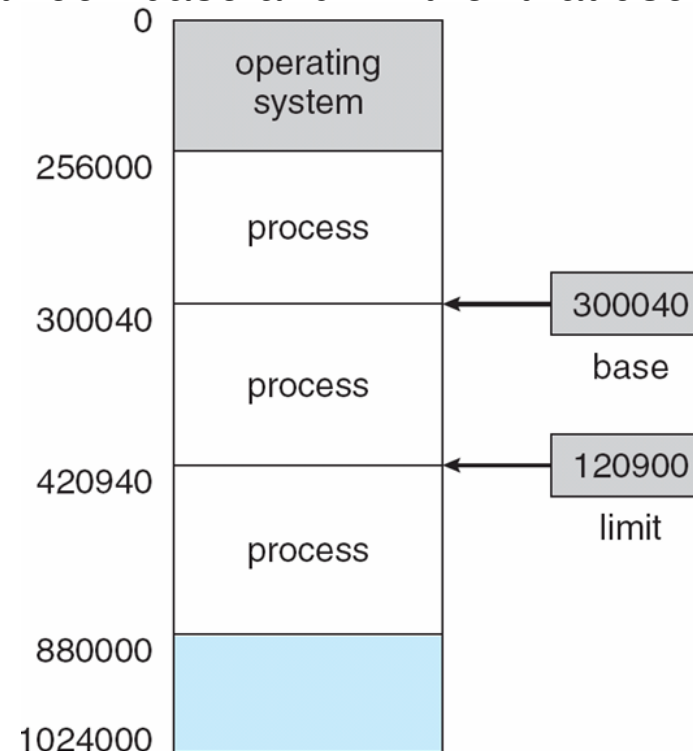 0
operating
system
256000
process
300040
300040
base
process
420940
120900
limit
process
880000
1024000